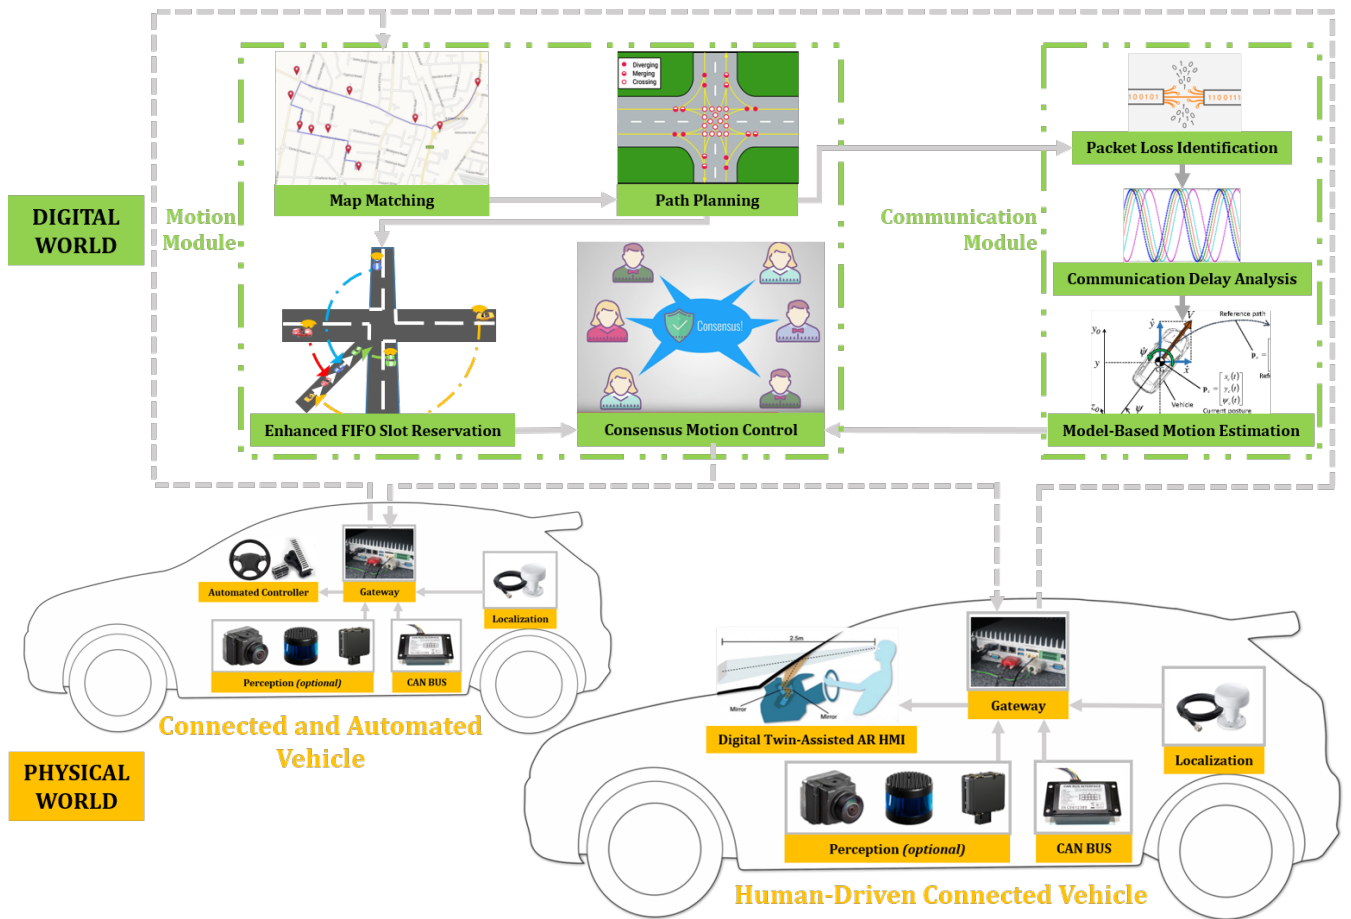 Diverging
Merging
Crossing
100101
1100111
Map Matching
Path Planning
Packet Loss Identification
DIGITAL
WORLD
Motion
Module
Communication
Module
Communication Delay Analysis
Consensus!
Reference path
Vehicle
Current posture
Enhanced FIFO Slot Reservation
Consensus Motion Control
Model-Based Motion Estimation
Automated Controller
Gateway
Localization
Perception (optional)
CAN BUS
Connected and Automated
Vehicle
PHYSICAL
WORLD
2.5m
Mirror
Mirror
Digital Twin-Assisted AR HMI
Gateway
Localization
Perception (optional)
CAN BUS
Human-Driven Connected Vehicle